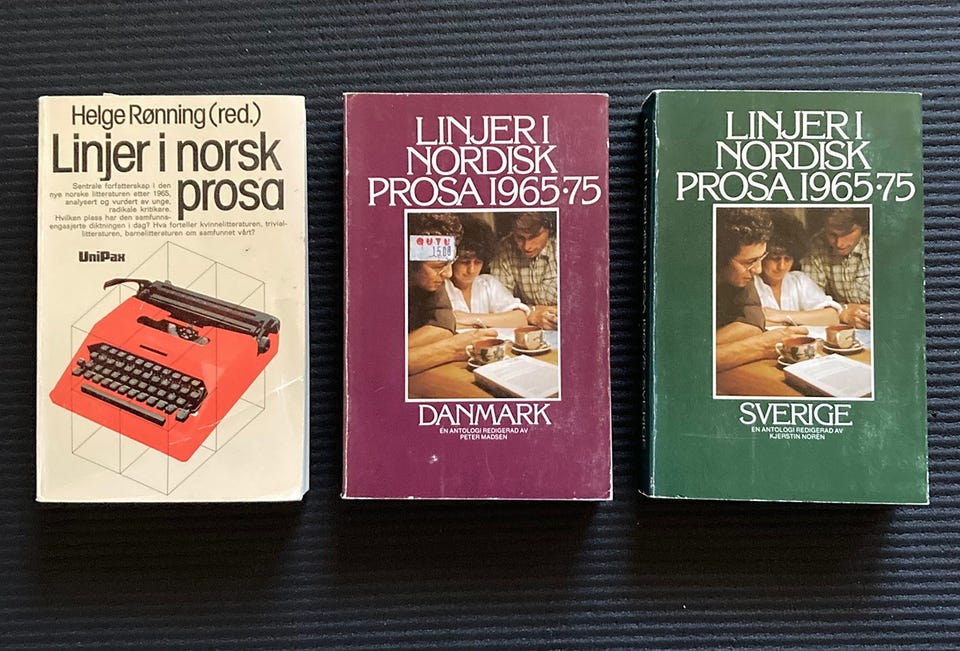 Helge Rønning (red.)
Linjer i norsk
prosa
Sentrale forfatterskap i den
nye norske litteraturen etter 1965,
analysert og vurdert av unge,
radikale kritikere.
Hvilken plass har den samfunns-
engasjerte diktningen i dag? Hva forteller kvinnelitteraturen, trivial-
litteraturen, barnelitteraturen om samfunnet vårt?
UniPax
LINJER I
NORDISK
PROSA 1965·75
OUTU
15.00
DANMARK
EN ANTOLOGI REDIGERAD AV
PETER MADSEN
LINJER I
NORDISK
PROSA 1965·75
SVERIGE
EN ANTOLOGI REDIGERAD AV
KJERSTIN NORÉN